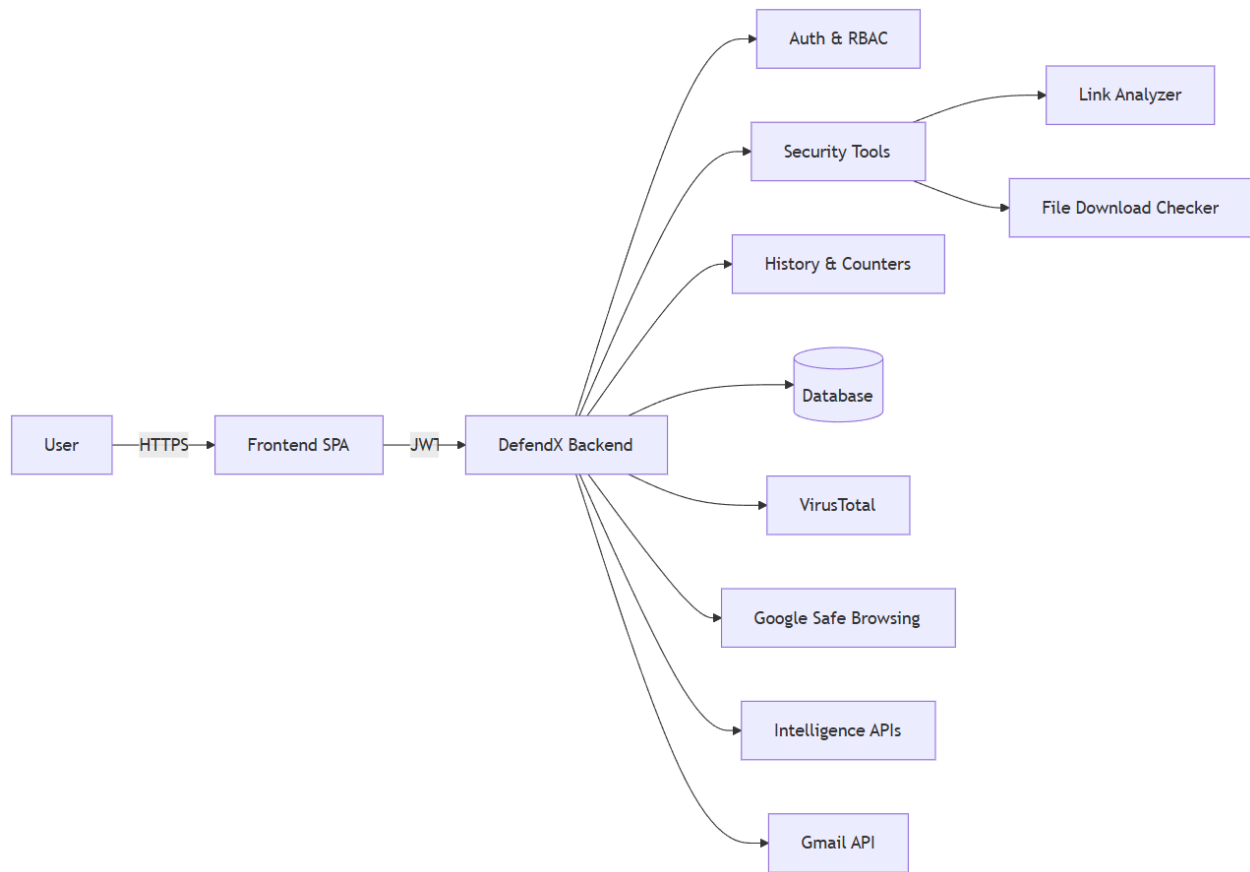 Auth & RBAC
Link Analyzer
Security Tools
File Download Checker
History & Counters
Database
User
HTTPS
Frontend SPA
JWT
DefendX Backend
VirusTotal
Google Safe Browsing
Intelligence APIs
Gmail API